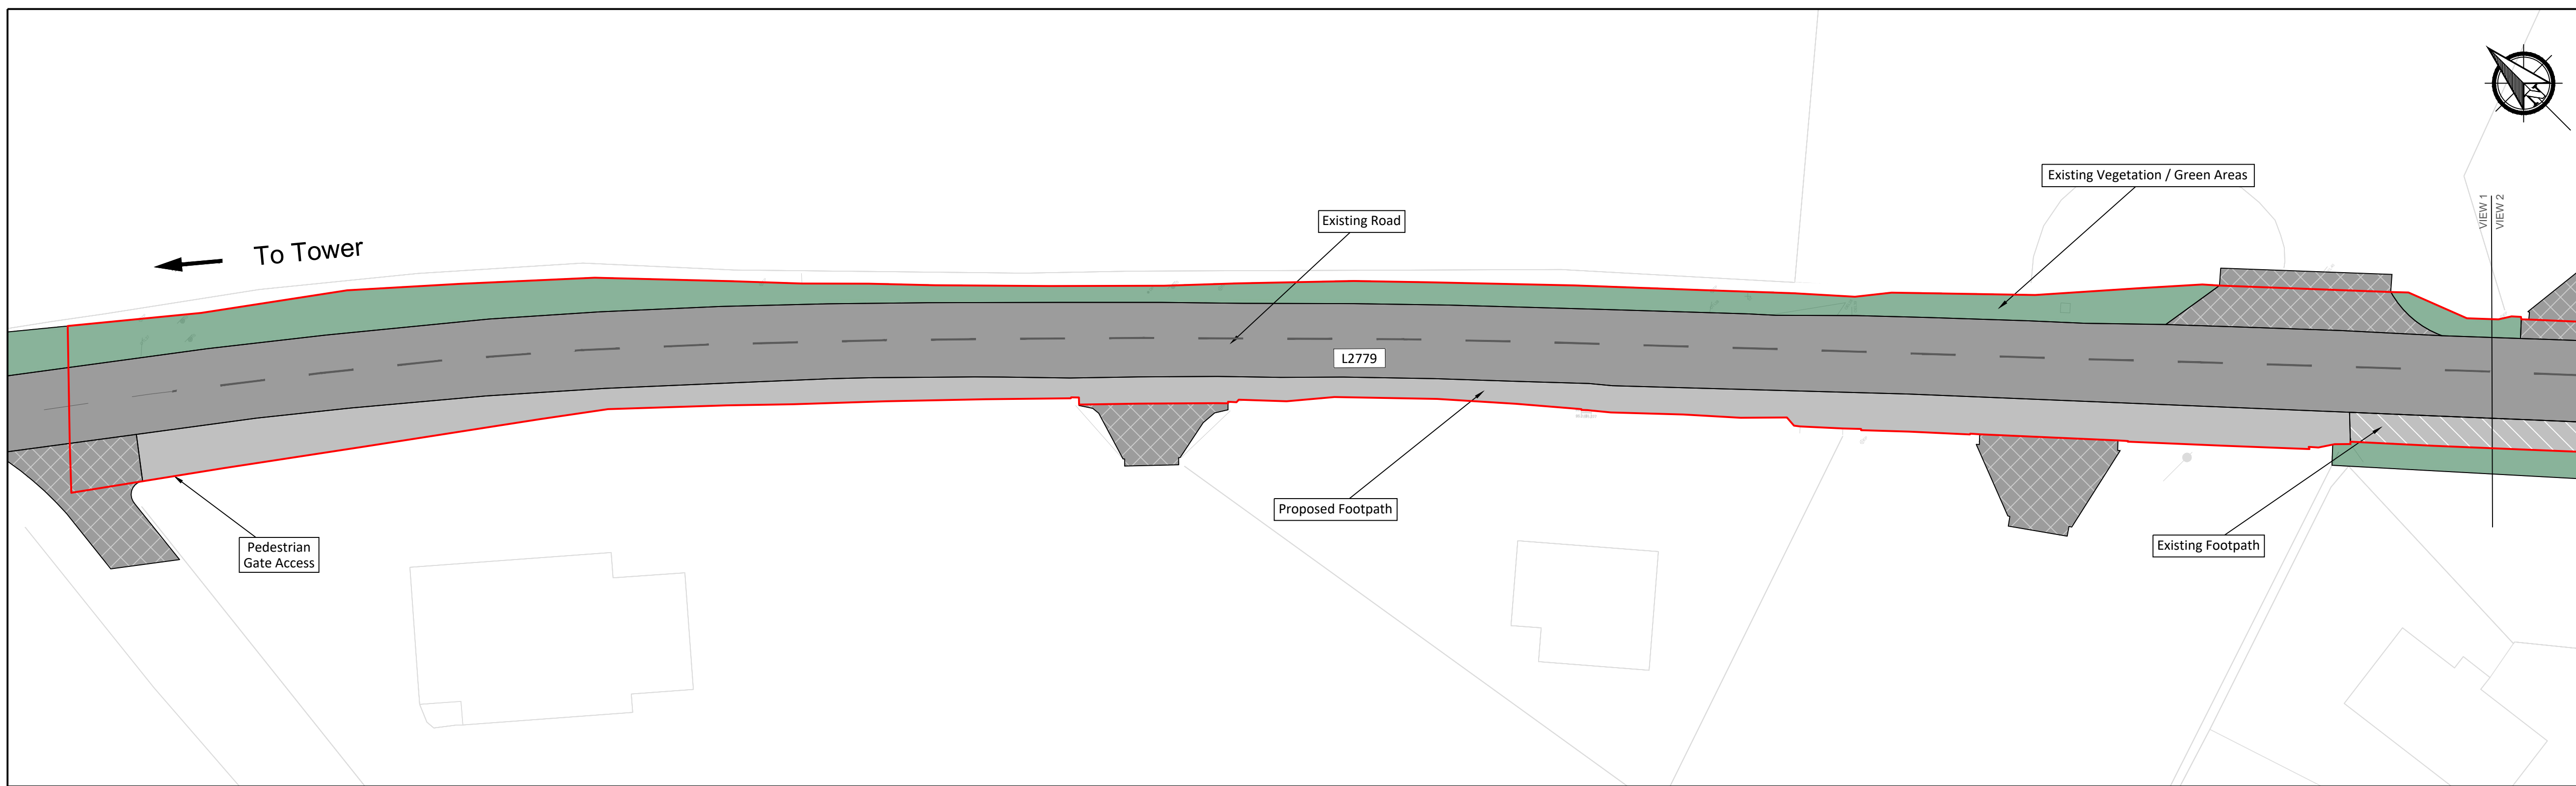 Existing Vegetation / Green Areas
VIEW 1
VIEW 2
Existing Road
To Tower
L2779
Proposed Footpath
Existing Footpath
Pedestrian
Gate Access